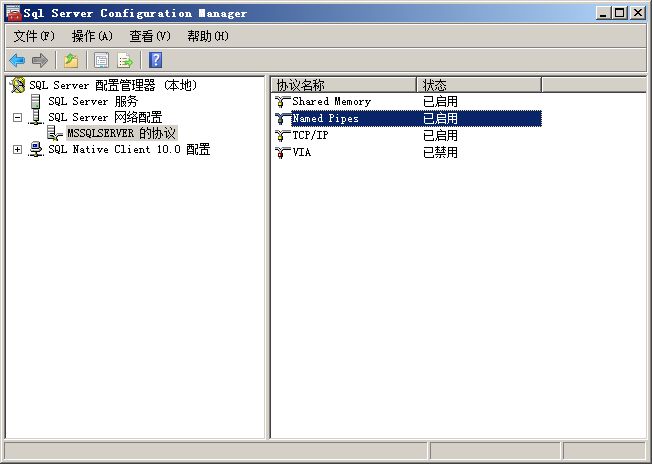 Sql Server Configuration Manager
文件(F) 操作(A) 查看(V) 帮助(H)
SQL Server 配置管理器 (本地)
SQL Server 服务
SQL Server 网络配置
MSSQLSERVER 的协议
SQL Native Client 10.0 配置
协议名称 状态
Shared Memory 已启用
Named Pipes 已启用
TCP/IP 已启用
VIA 已禁用